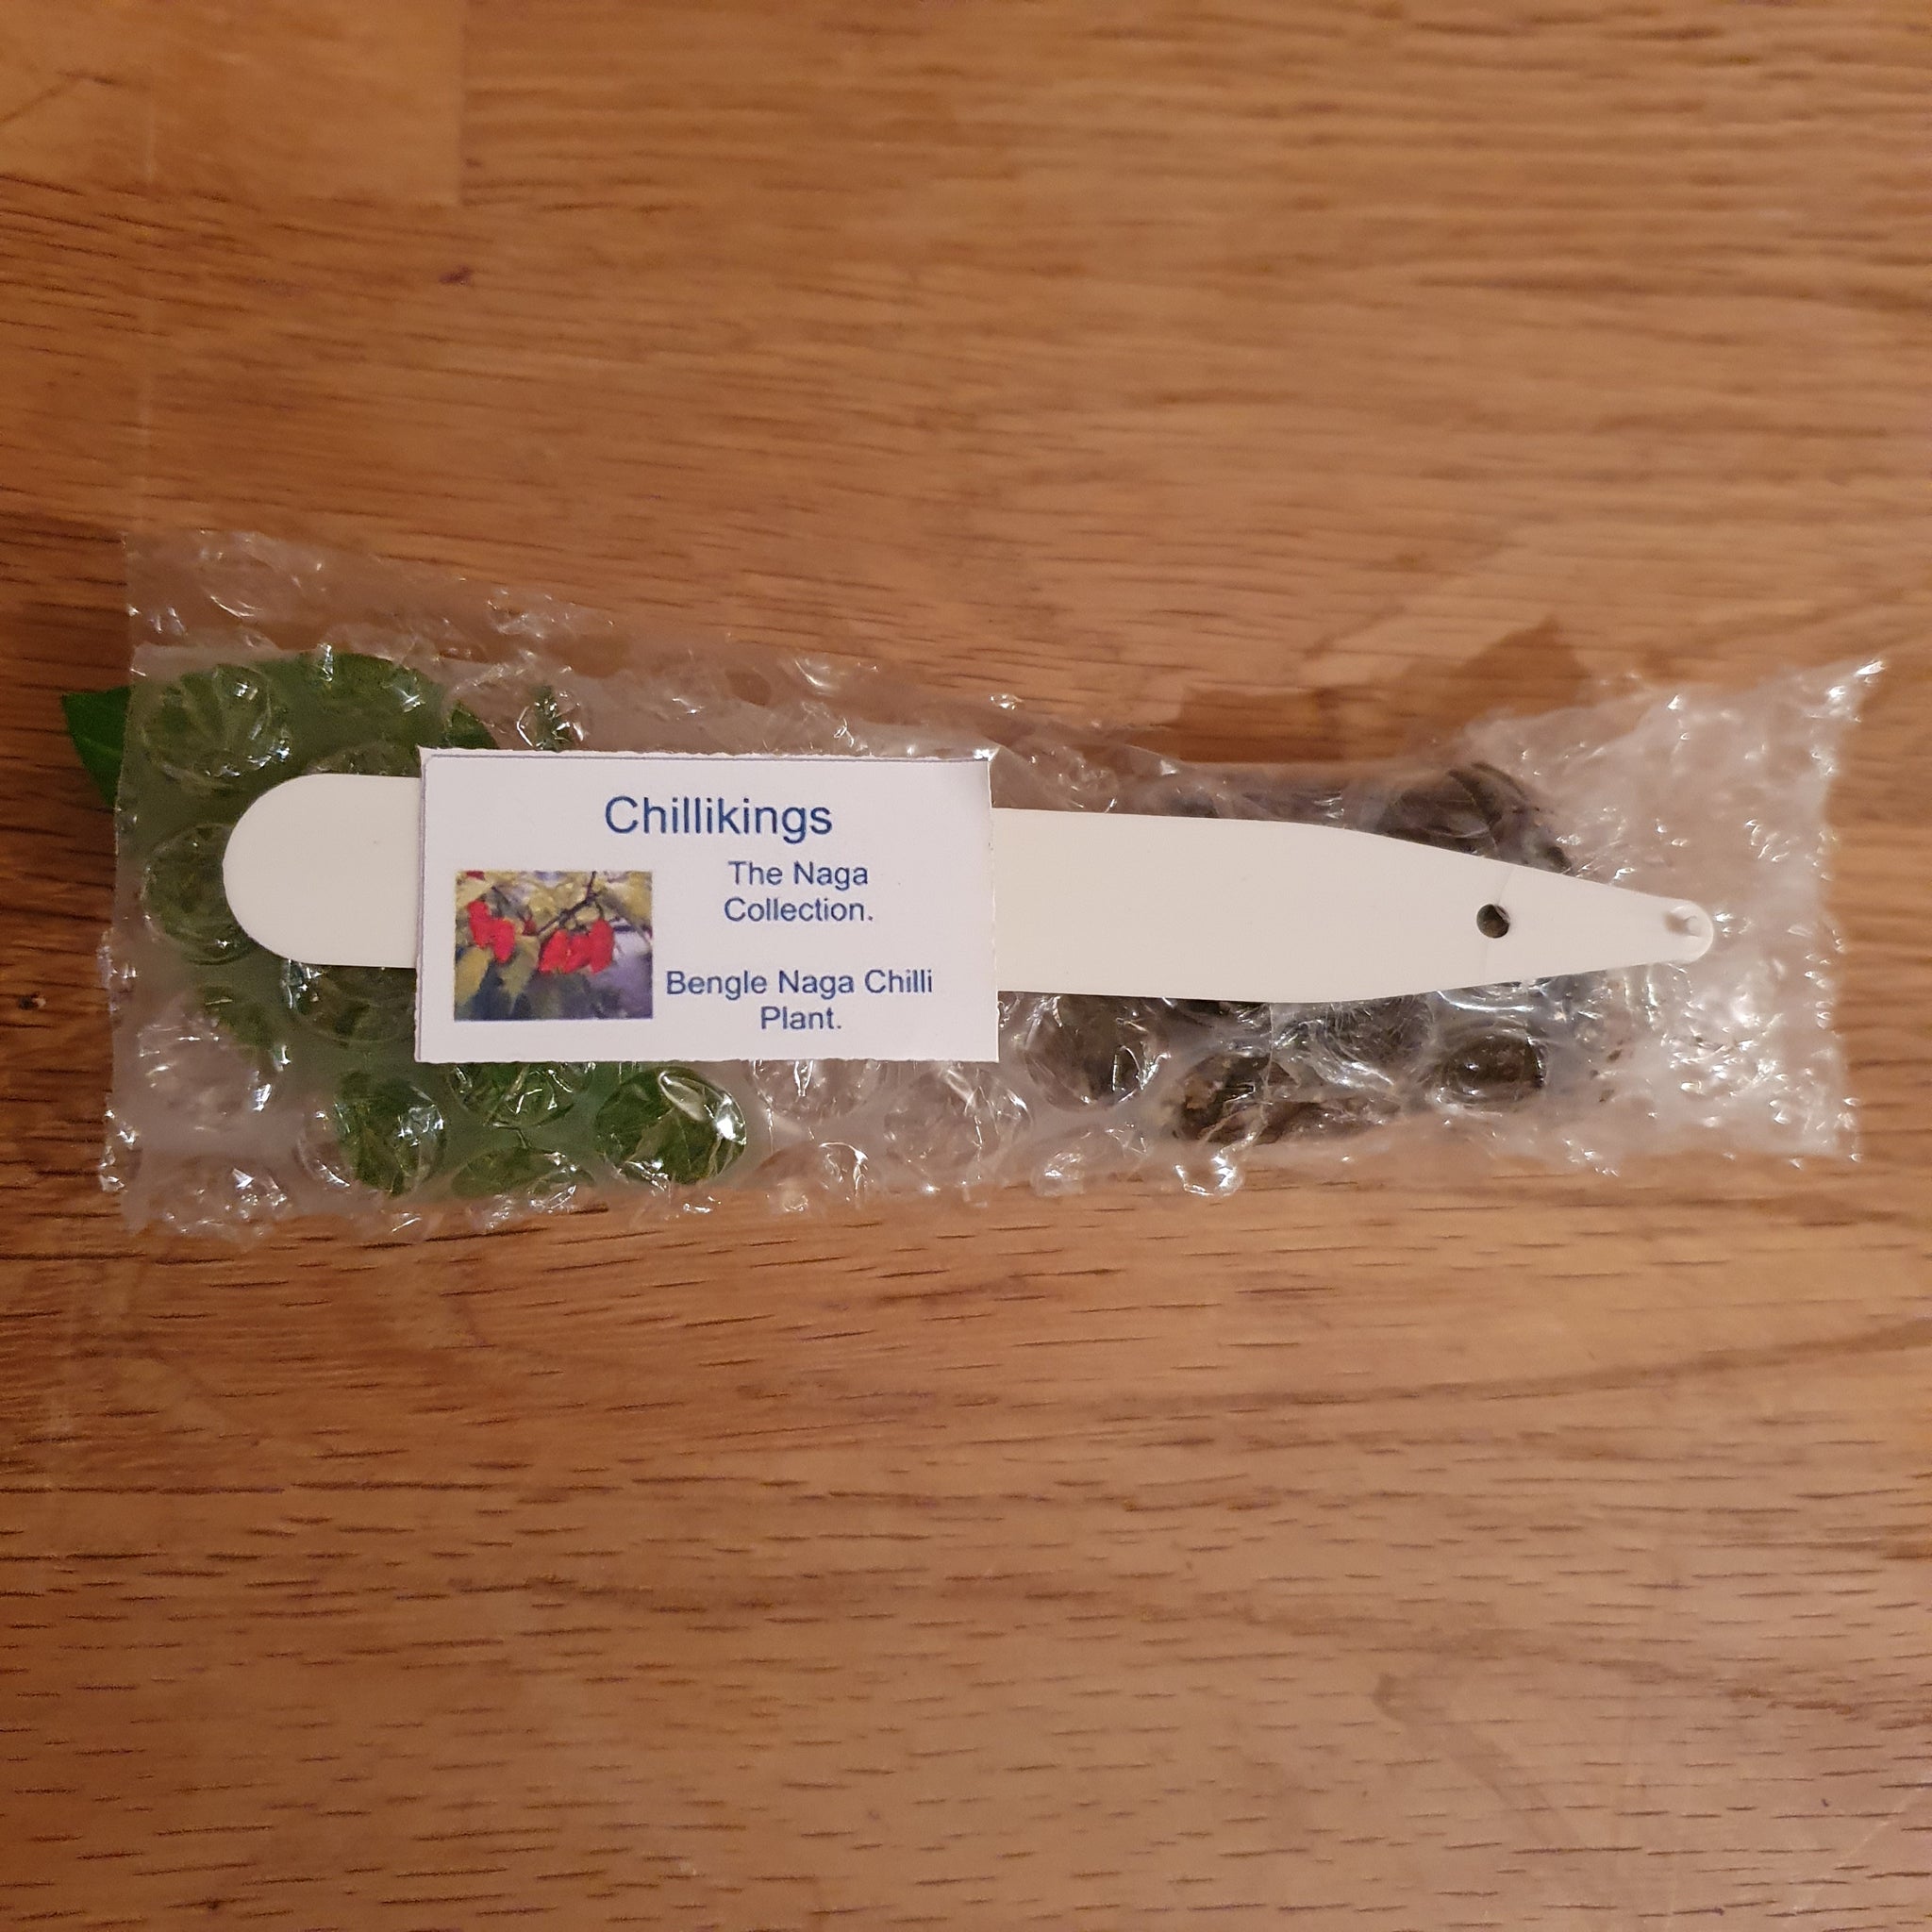 Chillikings
The Naga
Collection.
Bengle Naga Chilli
Plant.